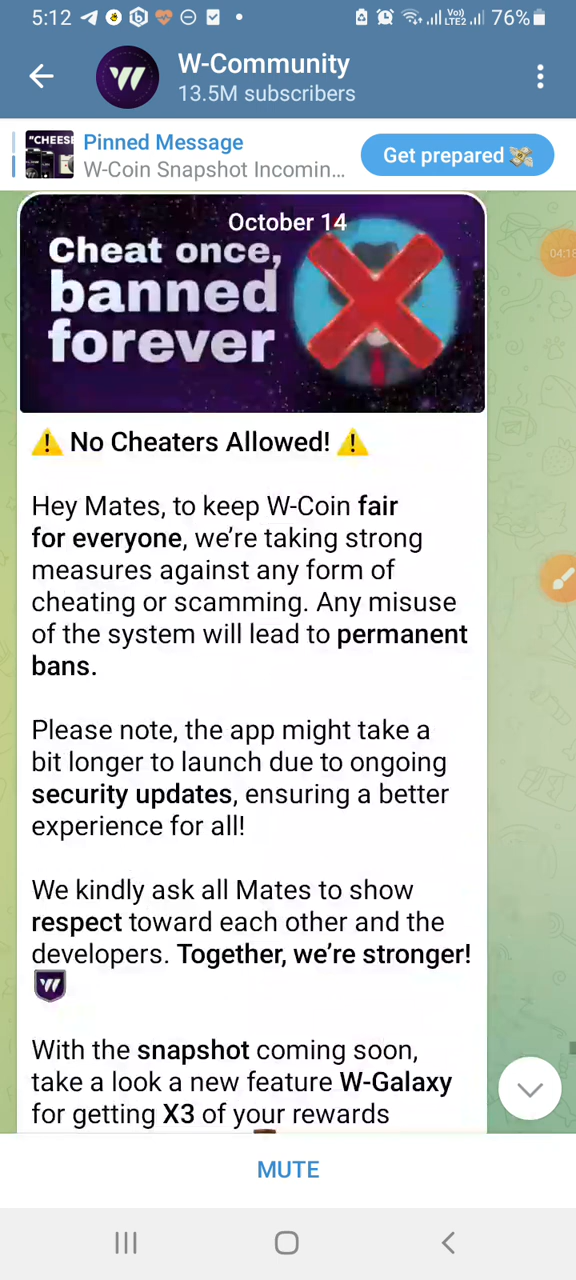 5:12
Vo))
LTE2
76%
W-Community
13.5M subscribers
"CHEESE
Pinned Message
W-Coin Snapshot Incomin...
Get prepared 💸
October 14
04:18
Cheat once,
banned
forever
⚠️ No Cheaters Allowed! ⚠️
Hey Mates, to keep W-Coin fair
for everyone, we're taking strong
measures against any form of
cheating or scamming. Any misuse
of the system will lead to permanent
bans.
Please note, the app might take a
bit longer to launch due to ongoing
security updates, ensuring a better
experience for all!
We kindly ask all Mates to show
respect toward each other and the
developers. Together, we're stronger!
With the snapshot coming soon,
take a look a new feature W-Galaxy
for getting X3 of your rewards
MUTE